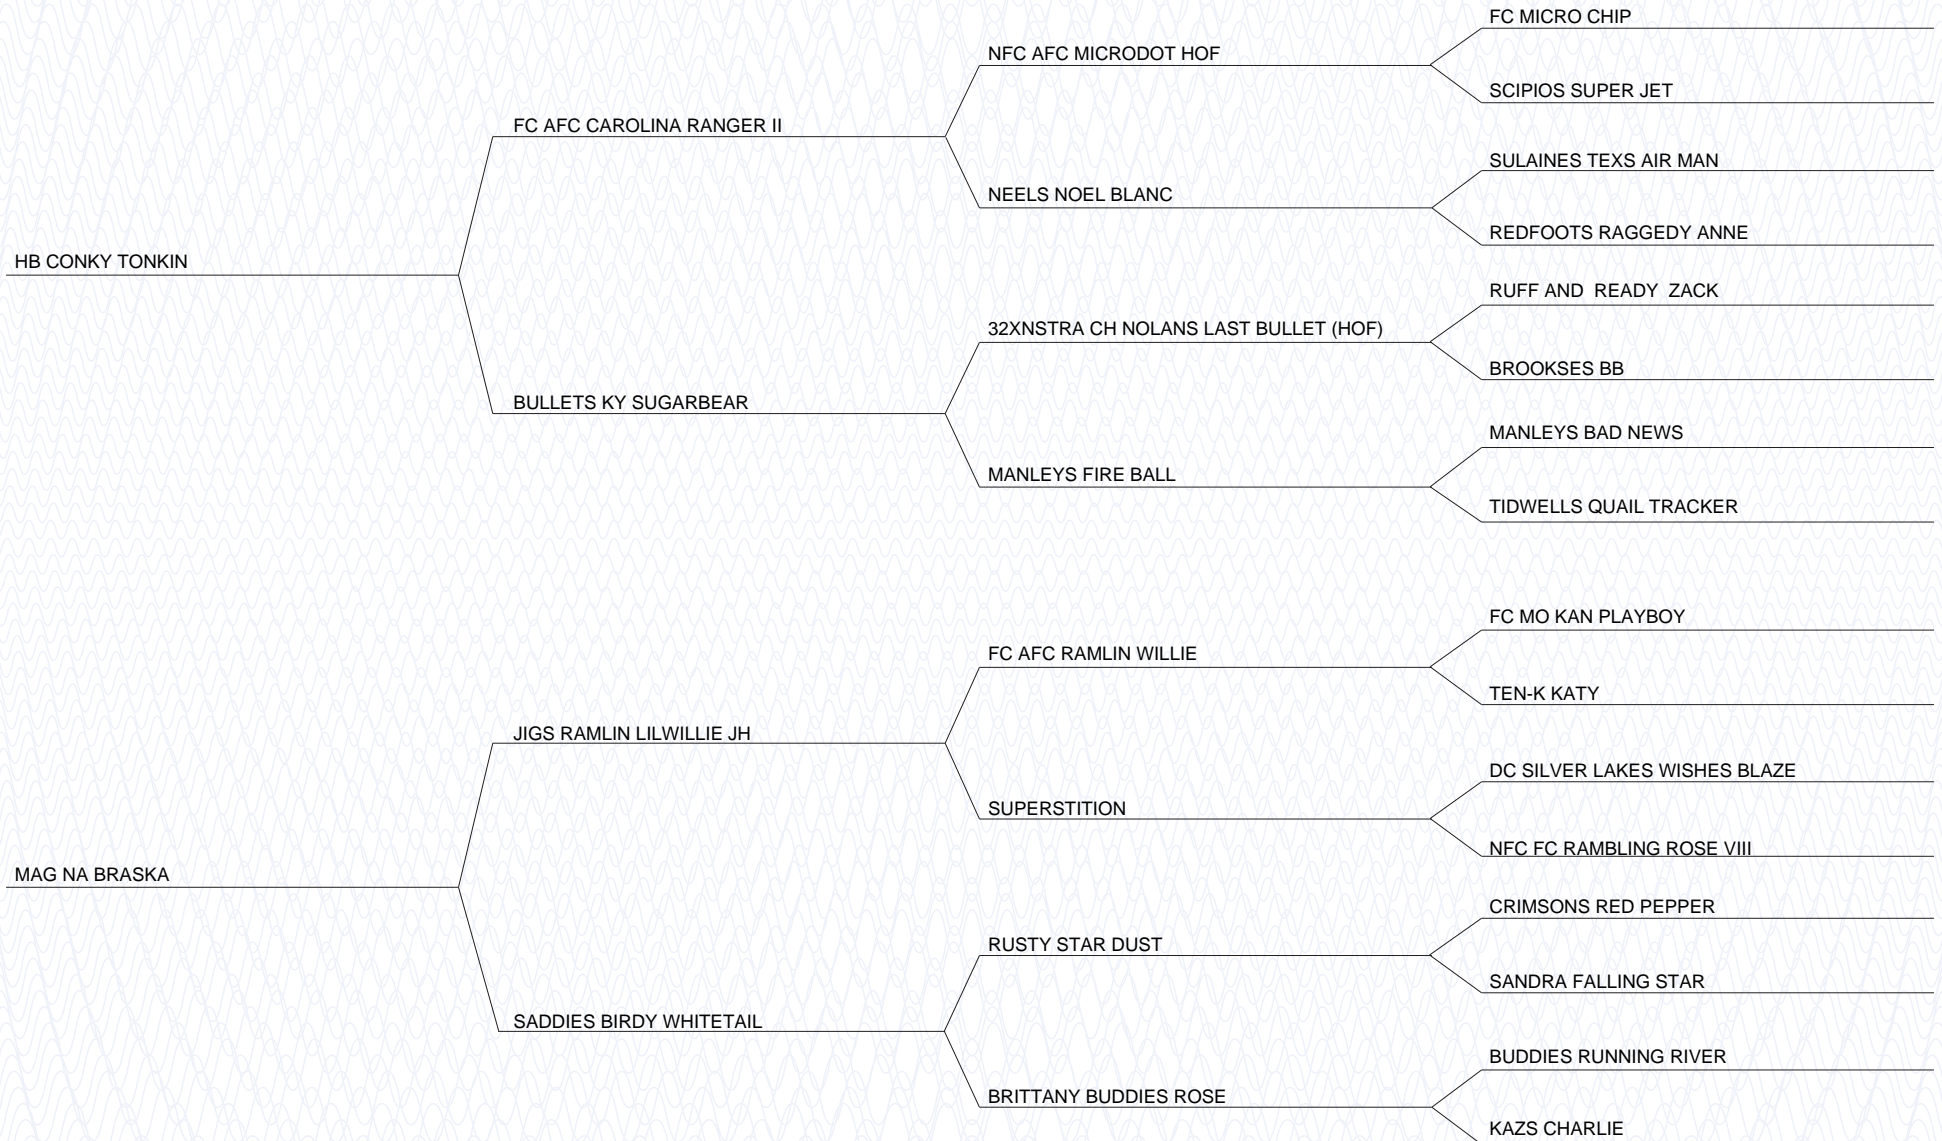 FC MICRO CHIP
NFC AFC MICRODOT HOF
SCIPIOS SUPER JET
FC AFC CAROLINA RANGER II
SULAINES TEXS AIR MAN
NEELS NOEL BLANC
REDFOOTS RAGGEDY ANNE
HB CONKY TONKIN
RUFF AND  READY  ZACK
32XNSTRA CH NOLANS LAST BULLET (HOF)
BROOKSES BB
BULLETS KY SUGARBEAR
MANLEYS BAD NEWS
MANLEYS FIRE BALL
TIDWELLS QUAIL TRACKER
FC MO KAN PLAYBOY
FC AFC RAMLIN WILLIE
TEN-K KATY
JIGS RAMLIN LILWILLIE JH
DC SILVER LAKES WISHES BLAZE
SUPERSTITION
NFC FC RAMBLING ROSE VIII
MAG NA BRASKA
CRIMSONS RED PEPPER
RUSTY STAR DUST
SANDRA FALLING STAR
SADDIES BIRDY WHITETAIL
BUDDIES RUNNING RIVER
BRITTANY BUDDIES ROSE
KAZS CHARLIE